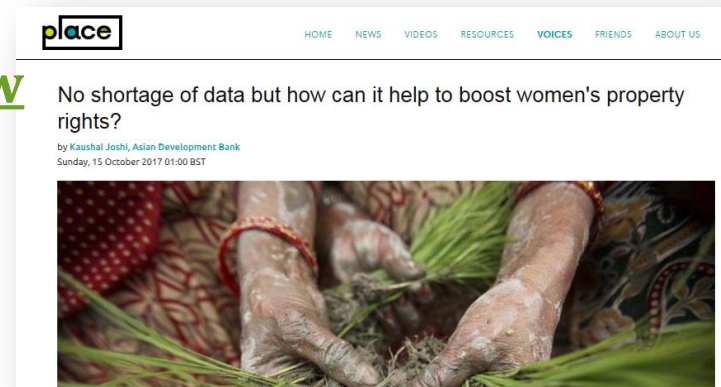 place
HOME NEWS VIDEOS RESOURCES VOICES FRIENDS ABOUT US
w
No shortage of data but how can it help to boost women's property
rights?
by Kaushal Joshi, Asian Development Bank
Sunday, 15 October 2017 01:00 BST